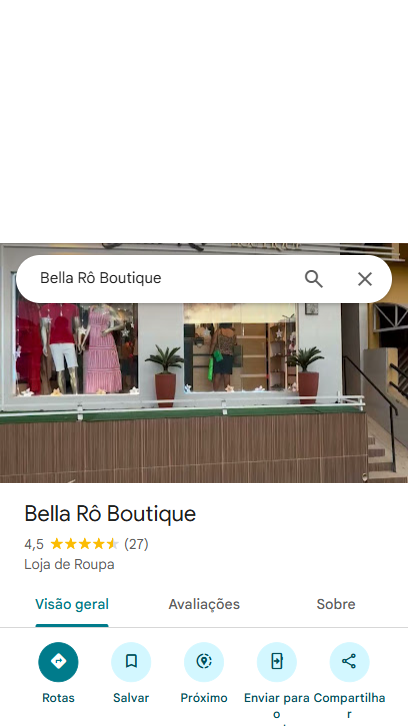 Bella Rô Boutique
Bella Rô Boutique
4,5 (27)
Loja de Roupa
Visão geral Avaliações Sobre
Rotas Salvar Próximo Enviar para Compartilha
o r